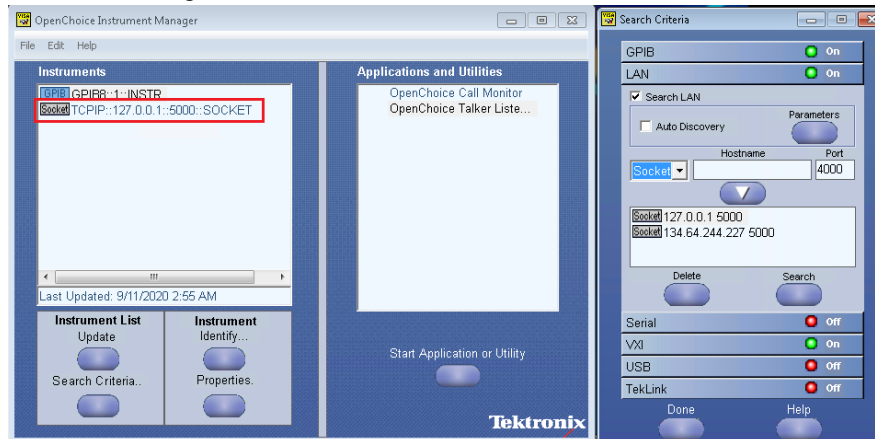 OpenChoice Instrument Manager
File Edit Help
Instruments
GPIB GPIB8::1::INSTR
Socket TCPIP::127.0.0.1::5000::SOCKET
Last Updated: 9/11/2020 2:55 AM
Instrument List
Update
Search Criteria..
Instrument
Identify...
Properties.
Applications and Utilities
OpenChoice Call Monitor
OpenChoice Talker Liste...
Start Application or Utility
Tektronix
Search Criteria
GPIB On
LAN On
Search LAN
Auto Discovery
Parameters
Hostname Port
Socket 4000
Socket 127.0.0.1 5000
Socket 134.64.244.227 5000
Delete Search
Serial Off
VXI On
USB Off
TekLink Off
Done Help